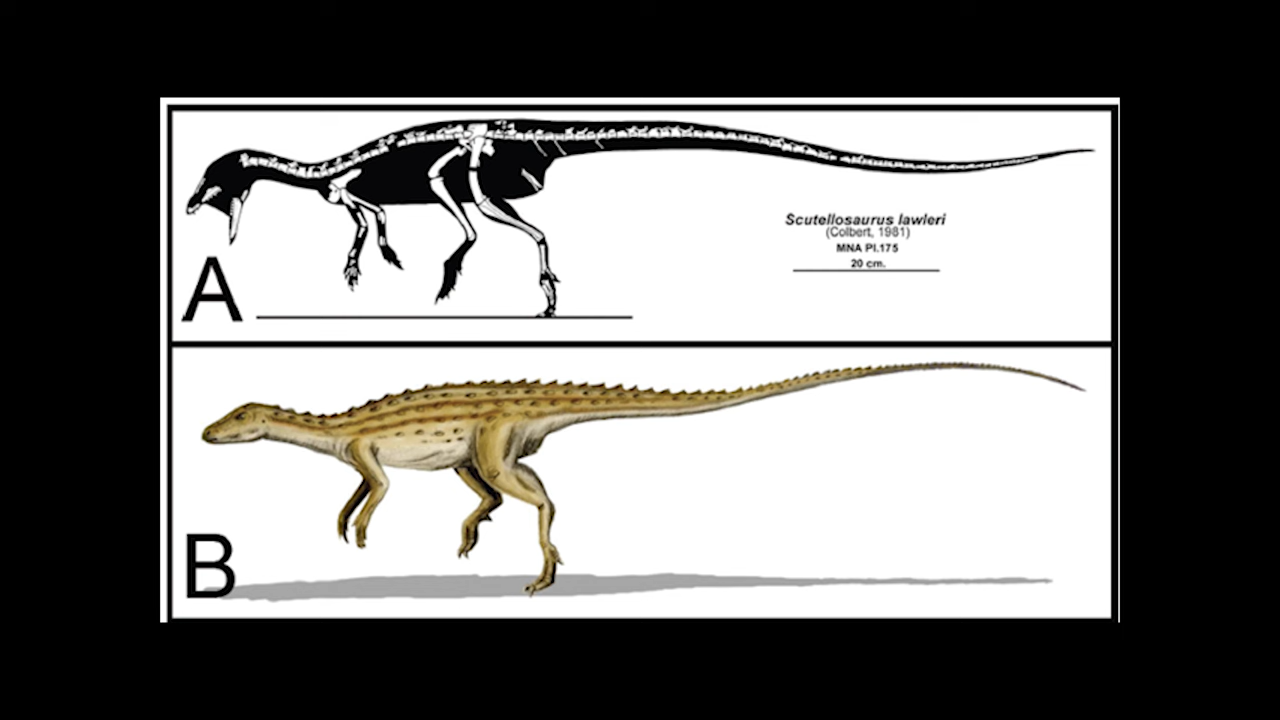 Scutellosaurus lawleri
(Colbert, 1981)
MNA Pl.175
20 cm.
A
B